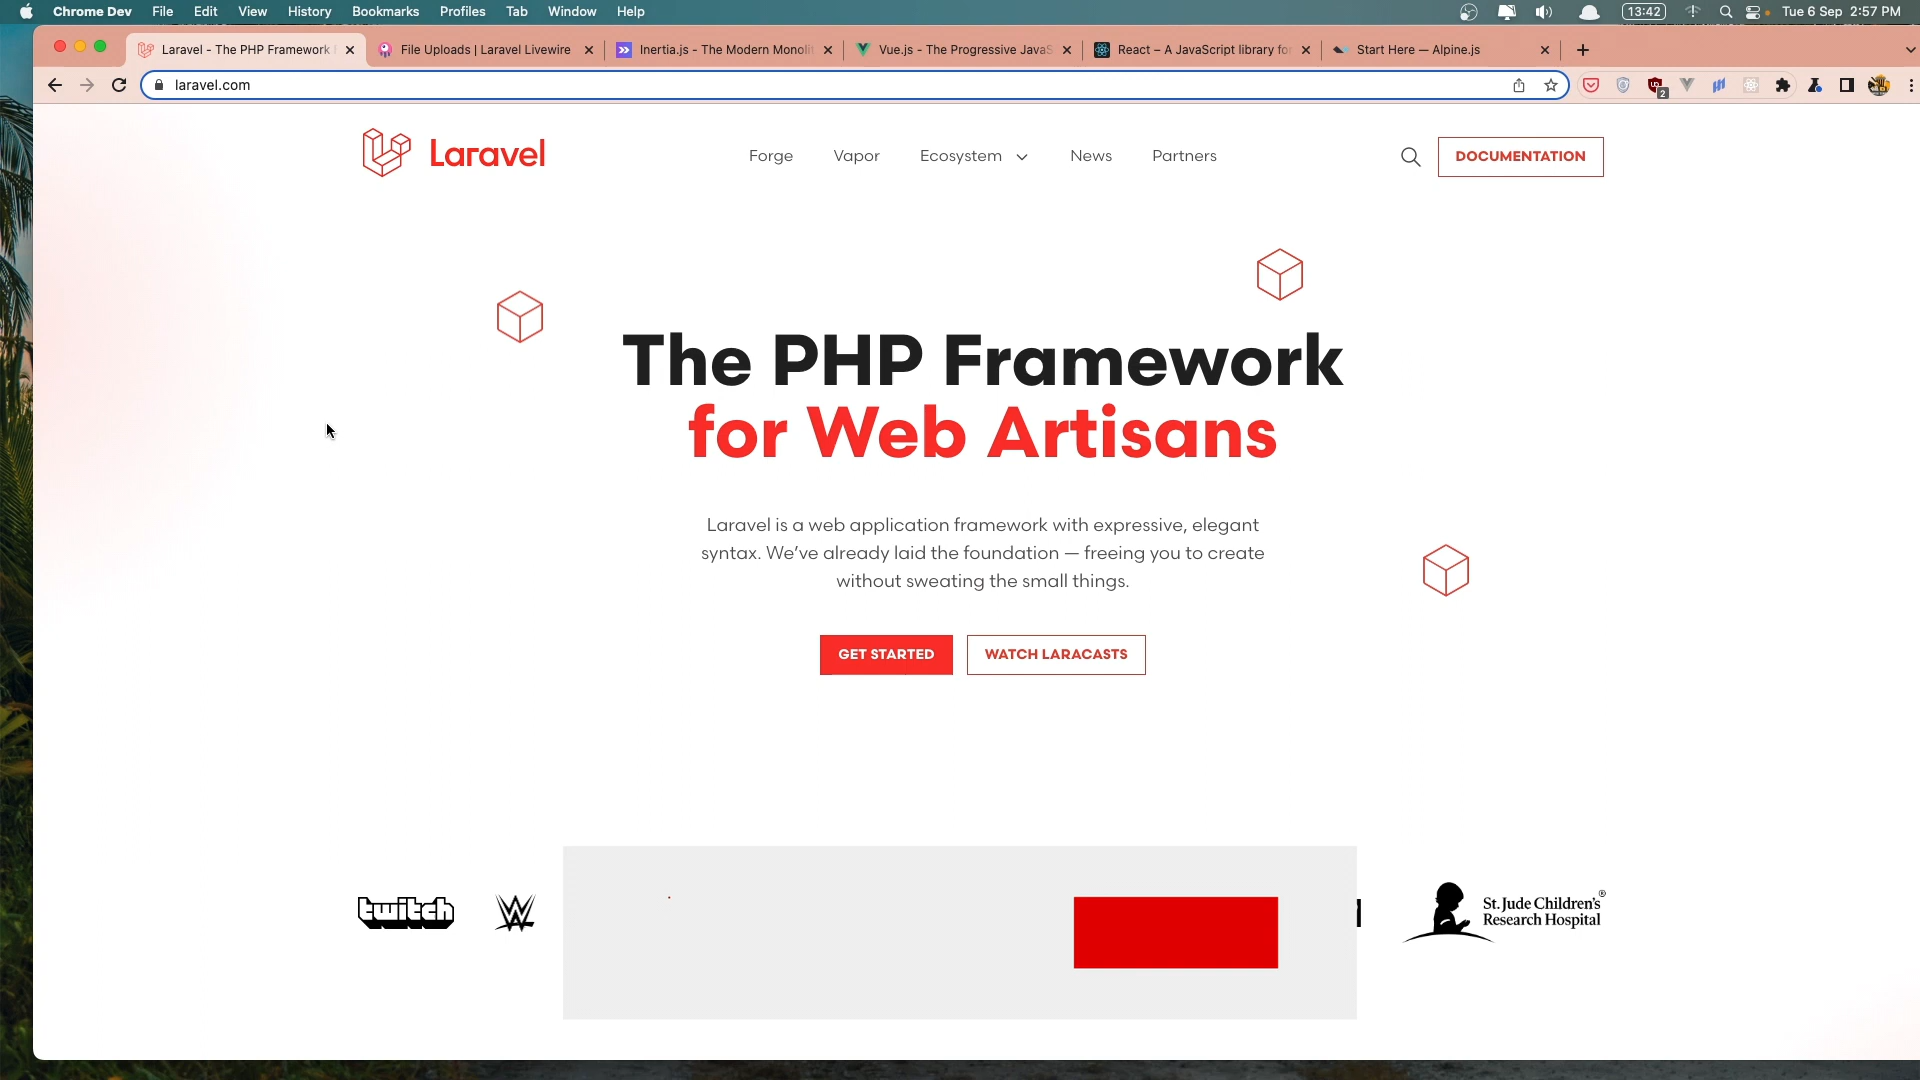 Chrome Dev File Edit View History Bookmarks Profiles Tab Window Help 13:42 Tue 6 Sep 2:57 PM
Laravel - The PHP Framework File Uploads | Laravel Livewire Inertia.js - The Modern Monolit Vue.js - The Progressive JavaS React – A JavaScript library for Start Here — Alpine.js
laravel.com 2
Laravel Forge Vapor Ecosystem News Partners DOCUMENTATION
The PHP Framework
for Web Artisans
Laravel is a web application framework with expressive, elegant
syntax. We’ve already laid the foundation — freeing you to create
without sweating the small things.
GET STARTED WATCH LARACASTS
twitch W St. Jude Children's®
Research Hospital